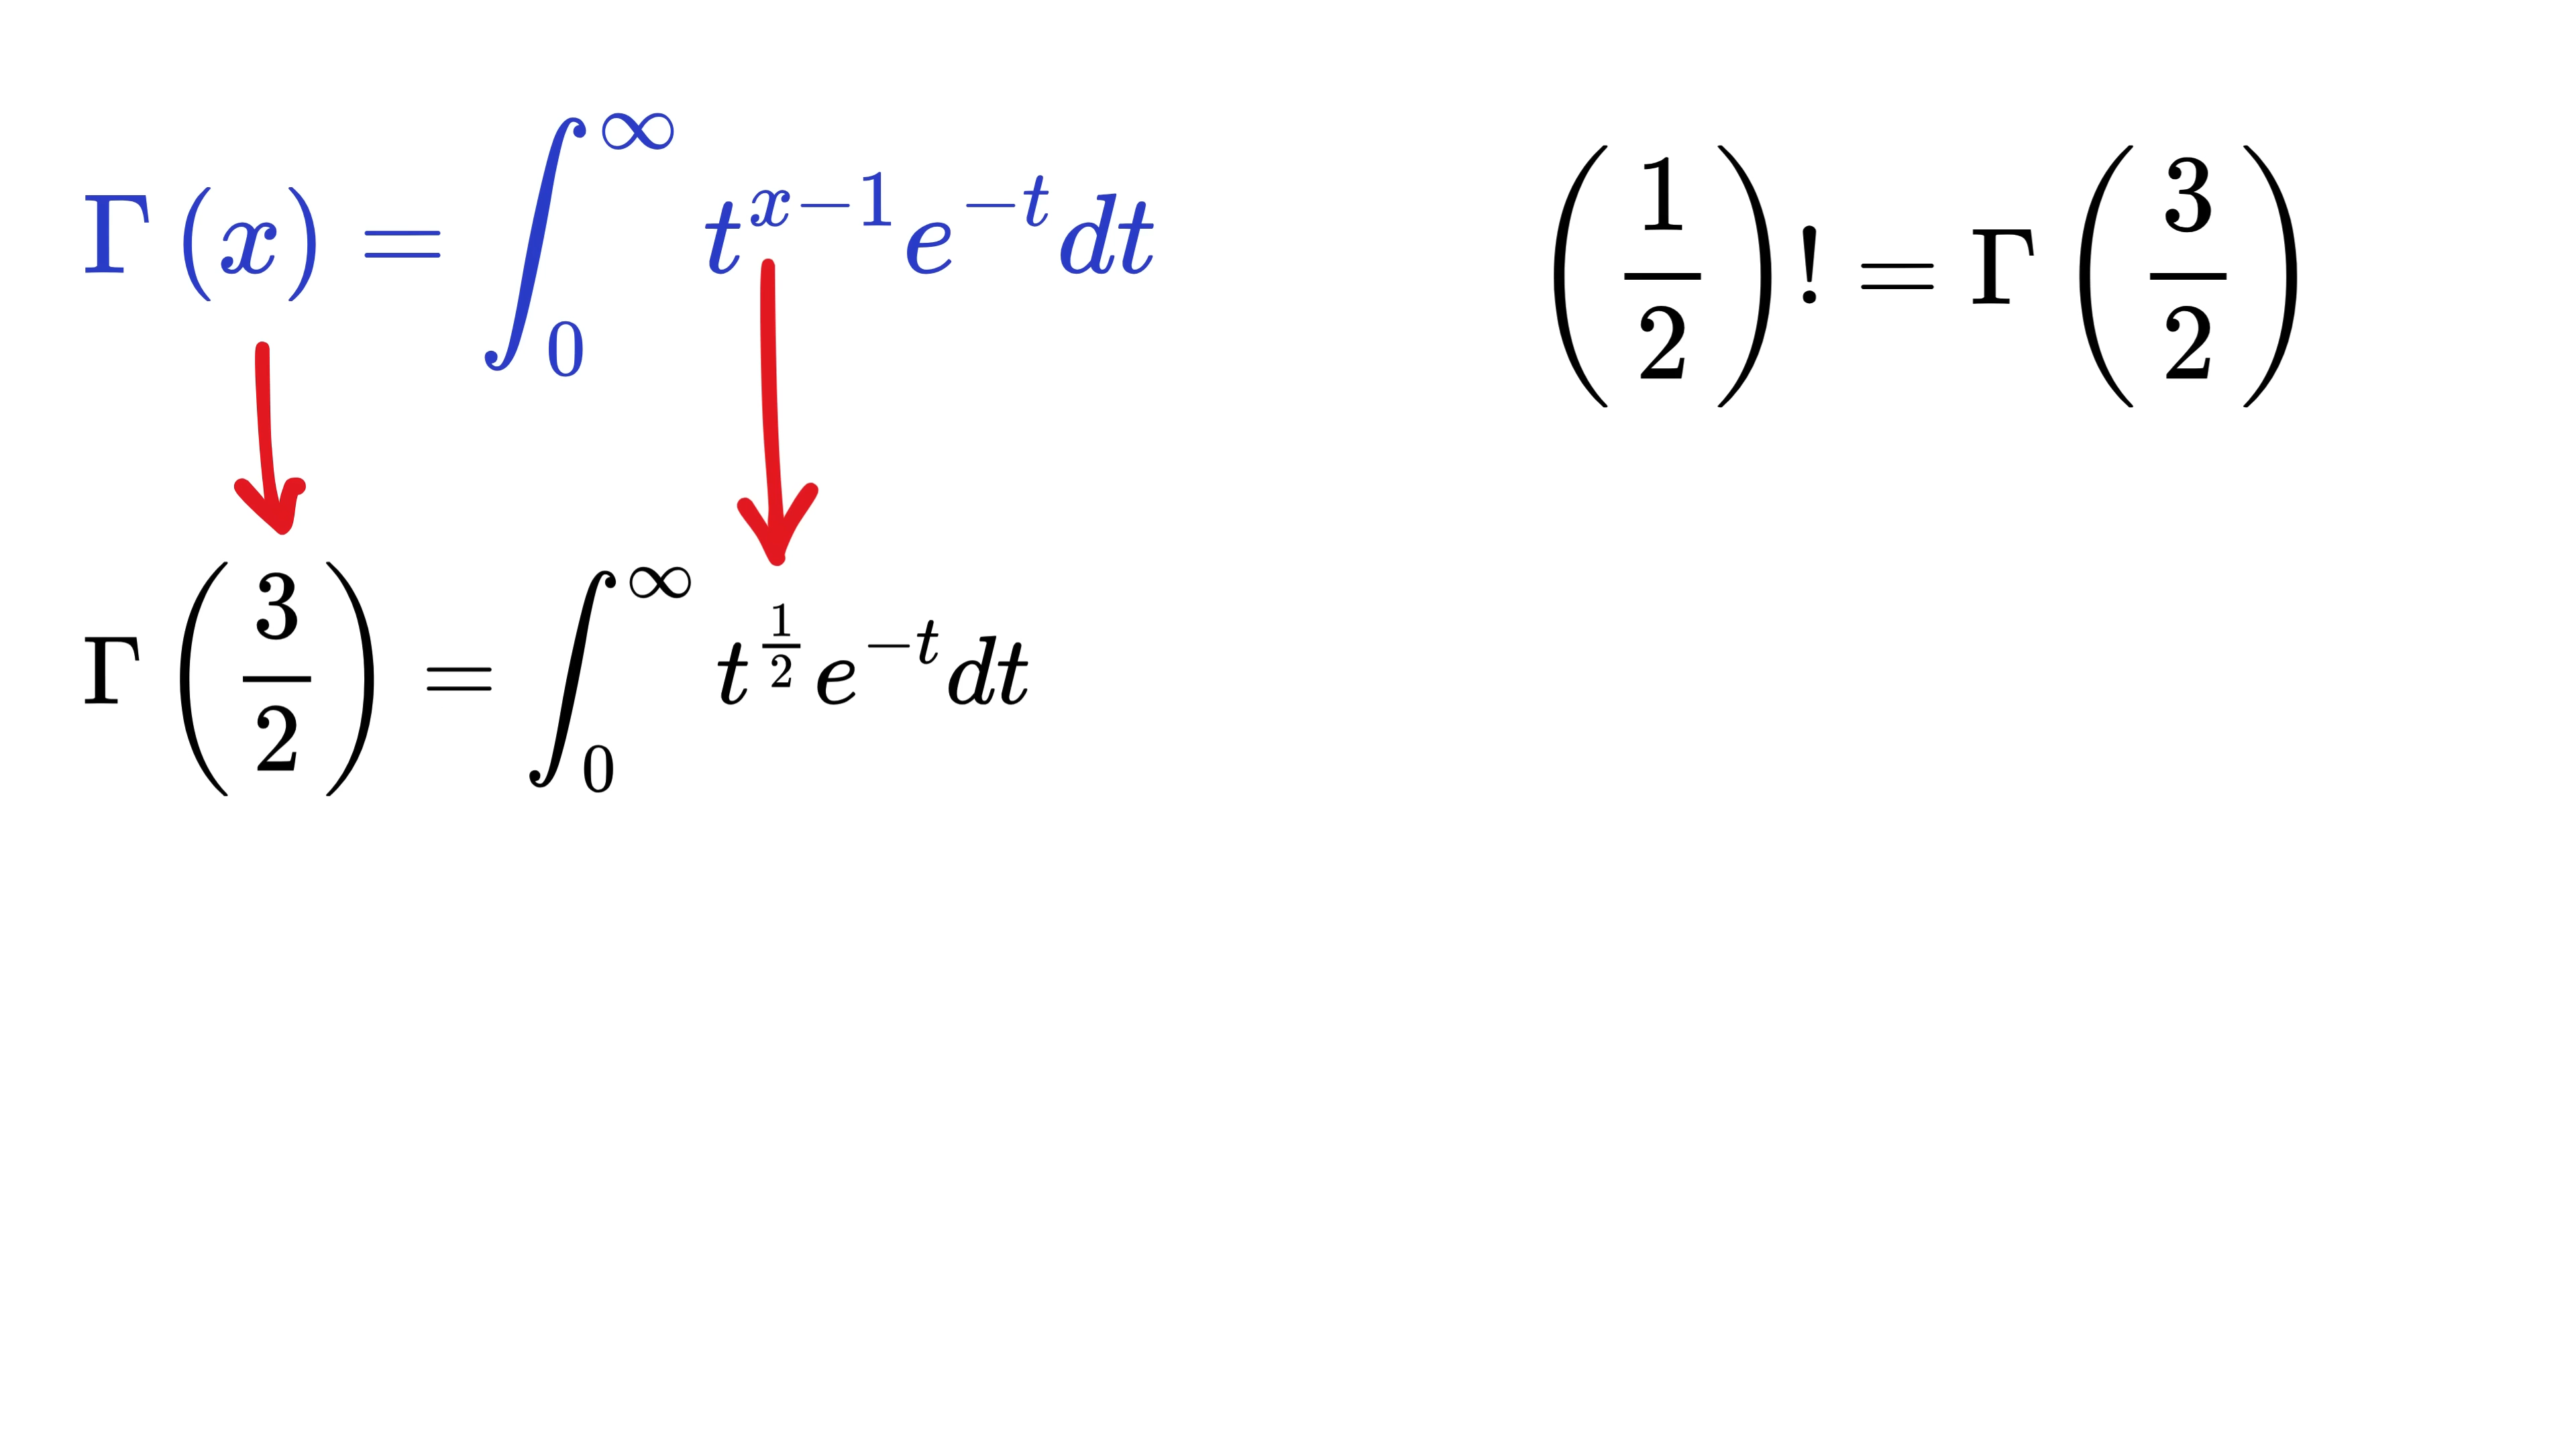 Γ(x) = ∫₀^∞ t^{x−1}e^{−t}dt
(1/2)! = Γ(3/2)
Γ(3/2) = ∫₀^∞ t^{1/2}e^{−t}dt